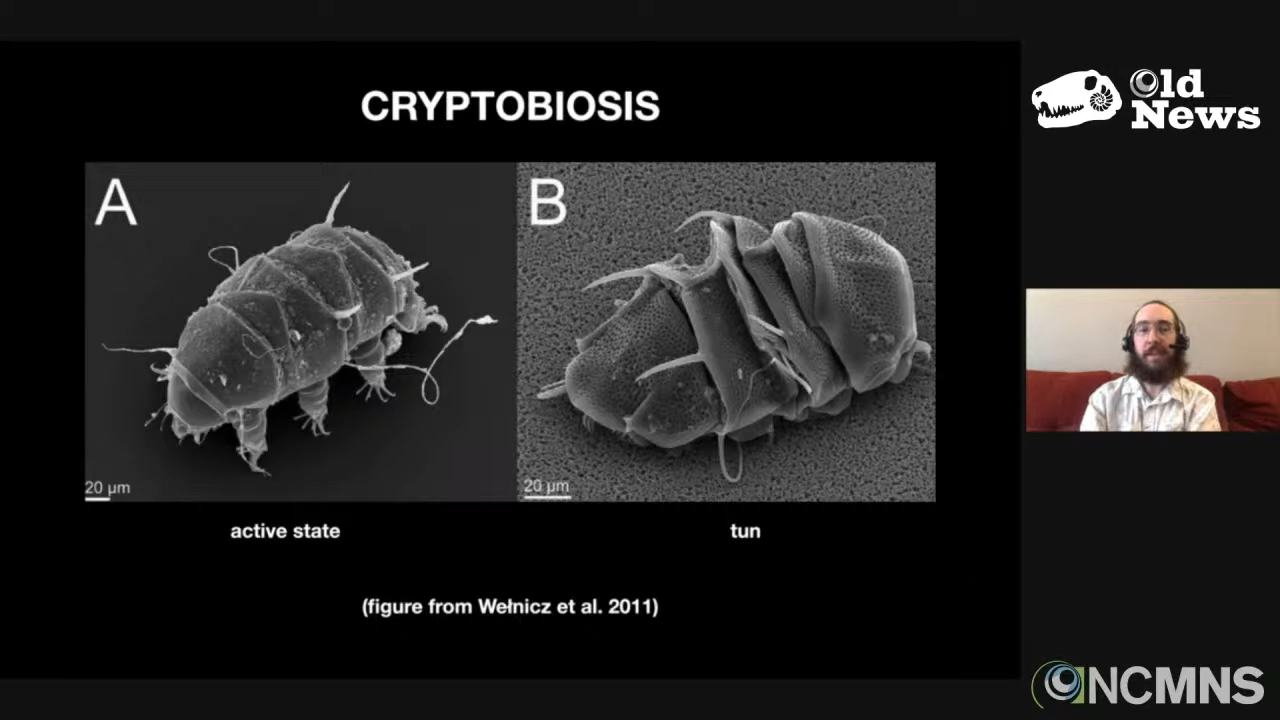 CRYPTOBIOSIS
A
B
20 µm
20 µm
active state
tun
(figure from Wełnicz et al. 2011)
Old
News
NCMNS